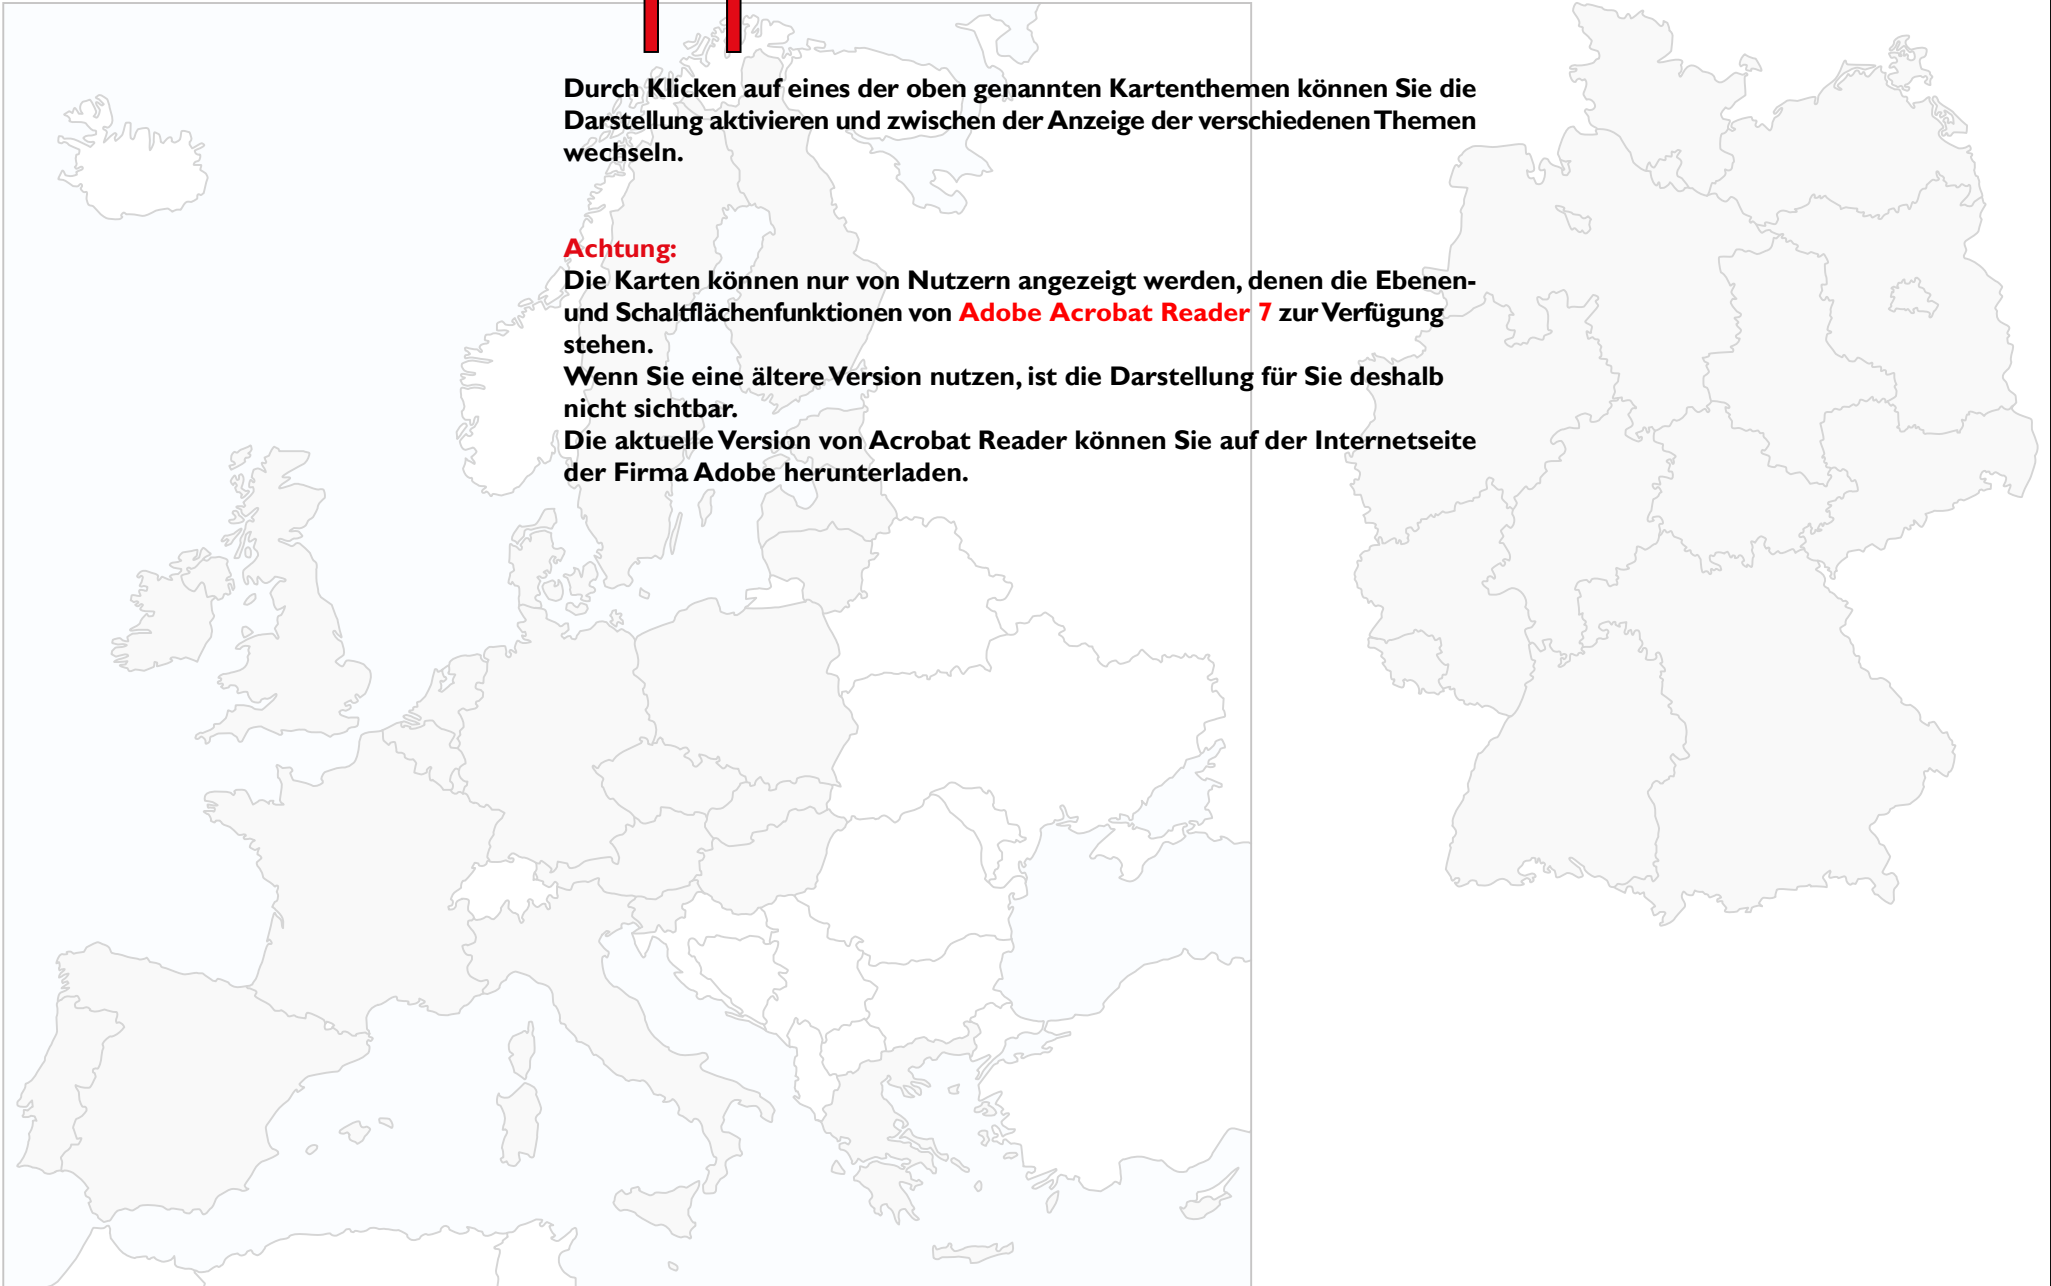 Durch Klicken auf eines der oben genannten Kartenthemen können Sie die
Darstellung aktivieren und zwischen der Anzeige der verschiedenen Themen
wechseln.
Achtung:
Die Karten können nur von Nutzern angezeigt werden, denen die Ebenen-
und Schaltflächenfunktionen von Adobe Acrobat Reader 7 zur Verfügung
stehen.
Wenn Sie eine ältere Version nutzen, ist die Darstellung für Sie deshalb
nicht sichtbar.
Die aktuelle Version von Acrobat Reader können Sie auf der Internetseite
der Firma Adobe herunterladen.